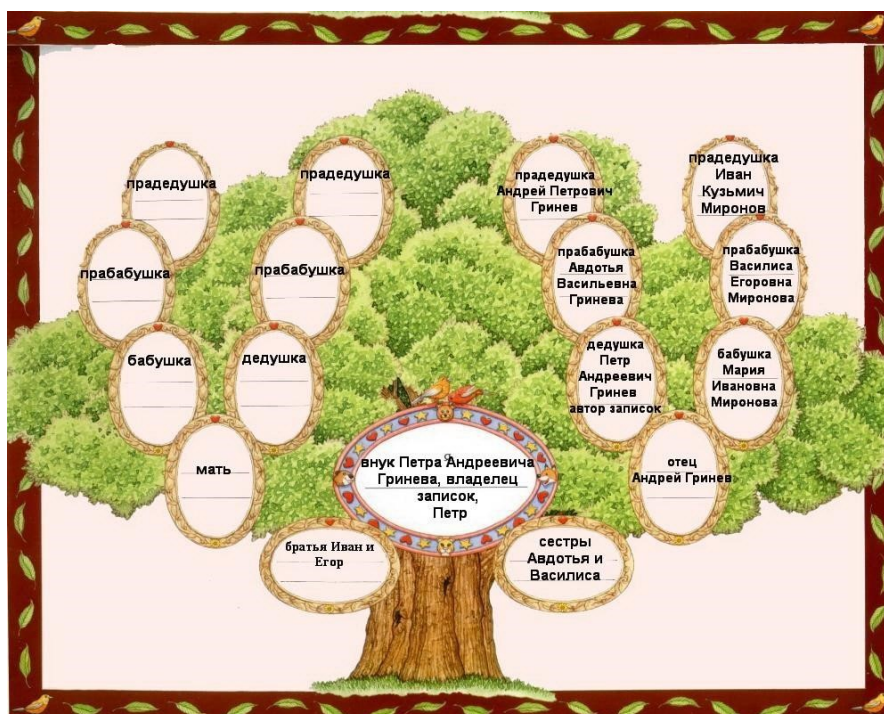 прадедушка
прадедушка
прадедушка
Андрей Петрович
Гринев
прадедушка
Иван
Кузьмич
Миронов
прабабушка
прабабушка
прабабушка
Авдотья
Васильевна
Гринева
прабабушка
Василиса
Егоровна
Миронова
бабушка
дедушка
дедушка
Петр
Андреевич
Гринев
автор записок
бабушка
Мария
Ивановна
Миронова
мать
Я
внук Петра Андреевича
Гринева, владелец
записок,
Петр
отец
Андрей Гринев
братья Иван и
Егор
сестры
Авдотья и
Василиса